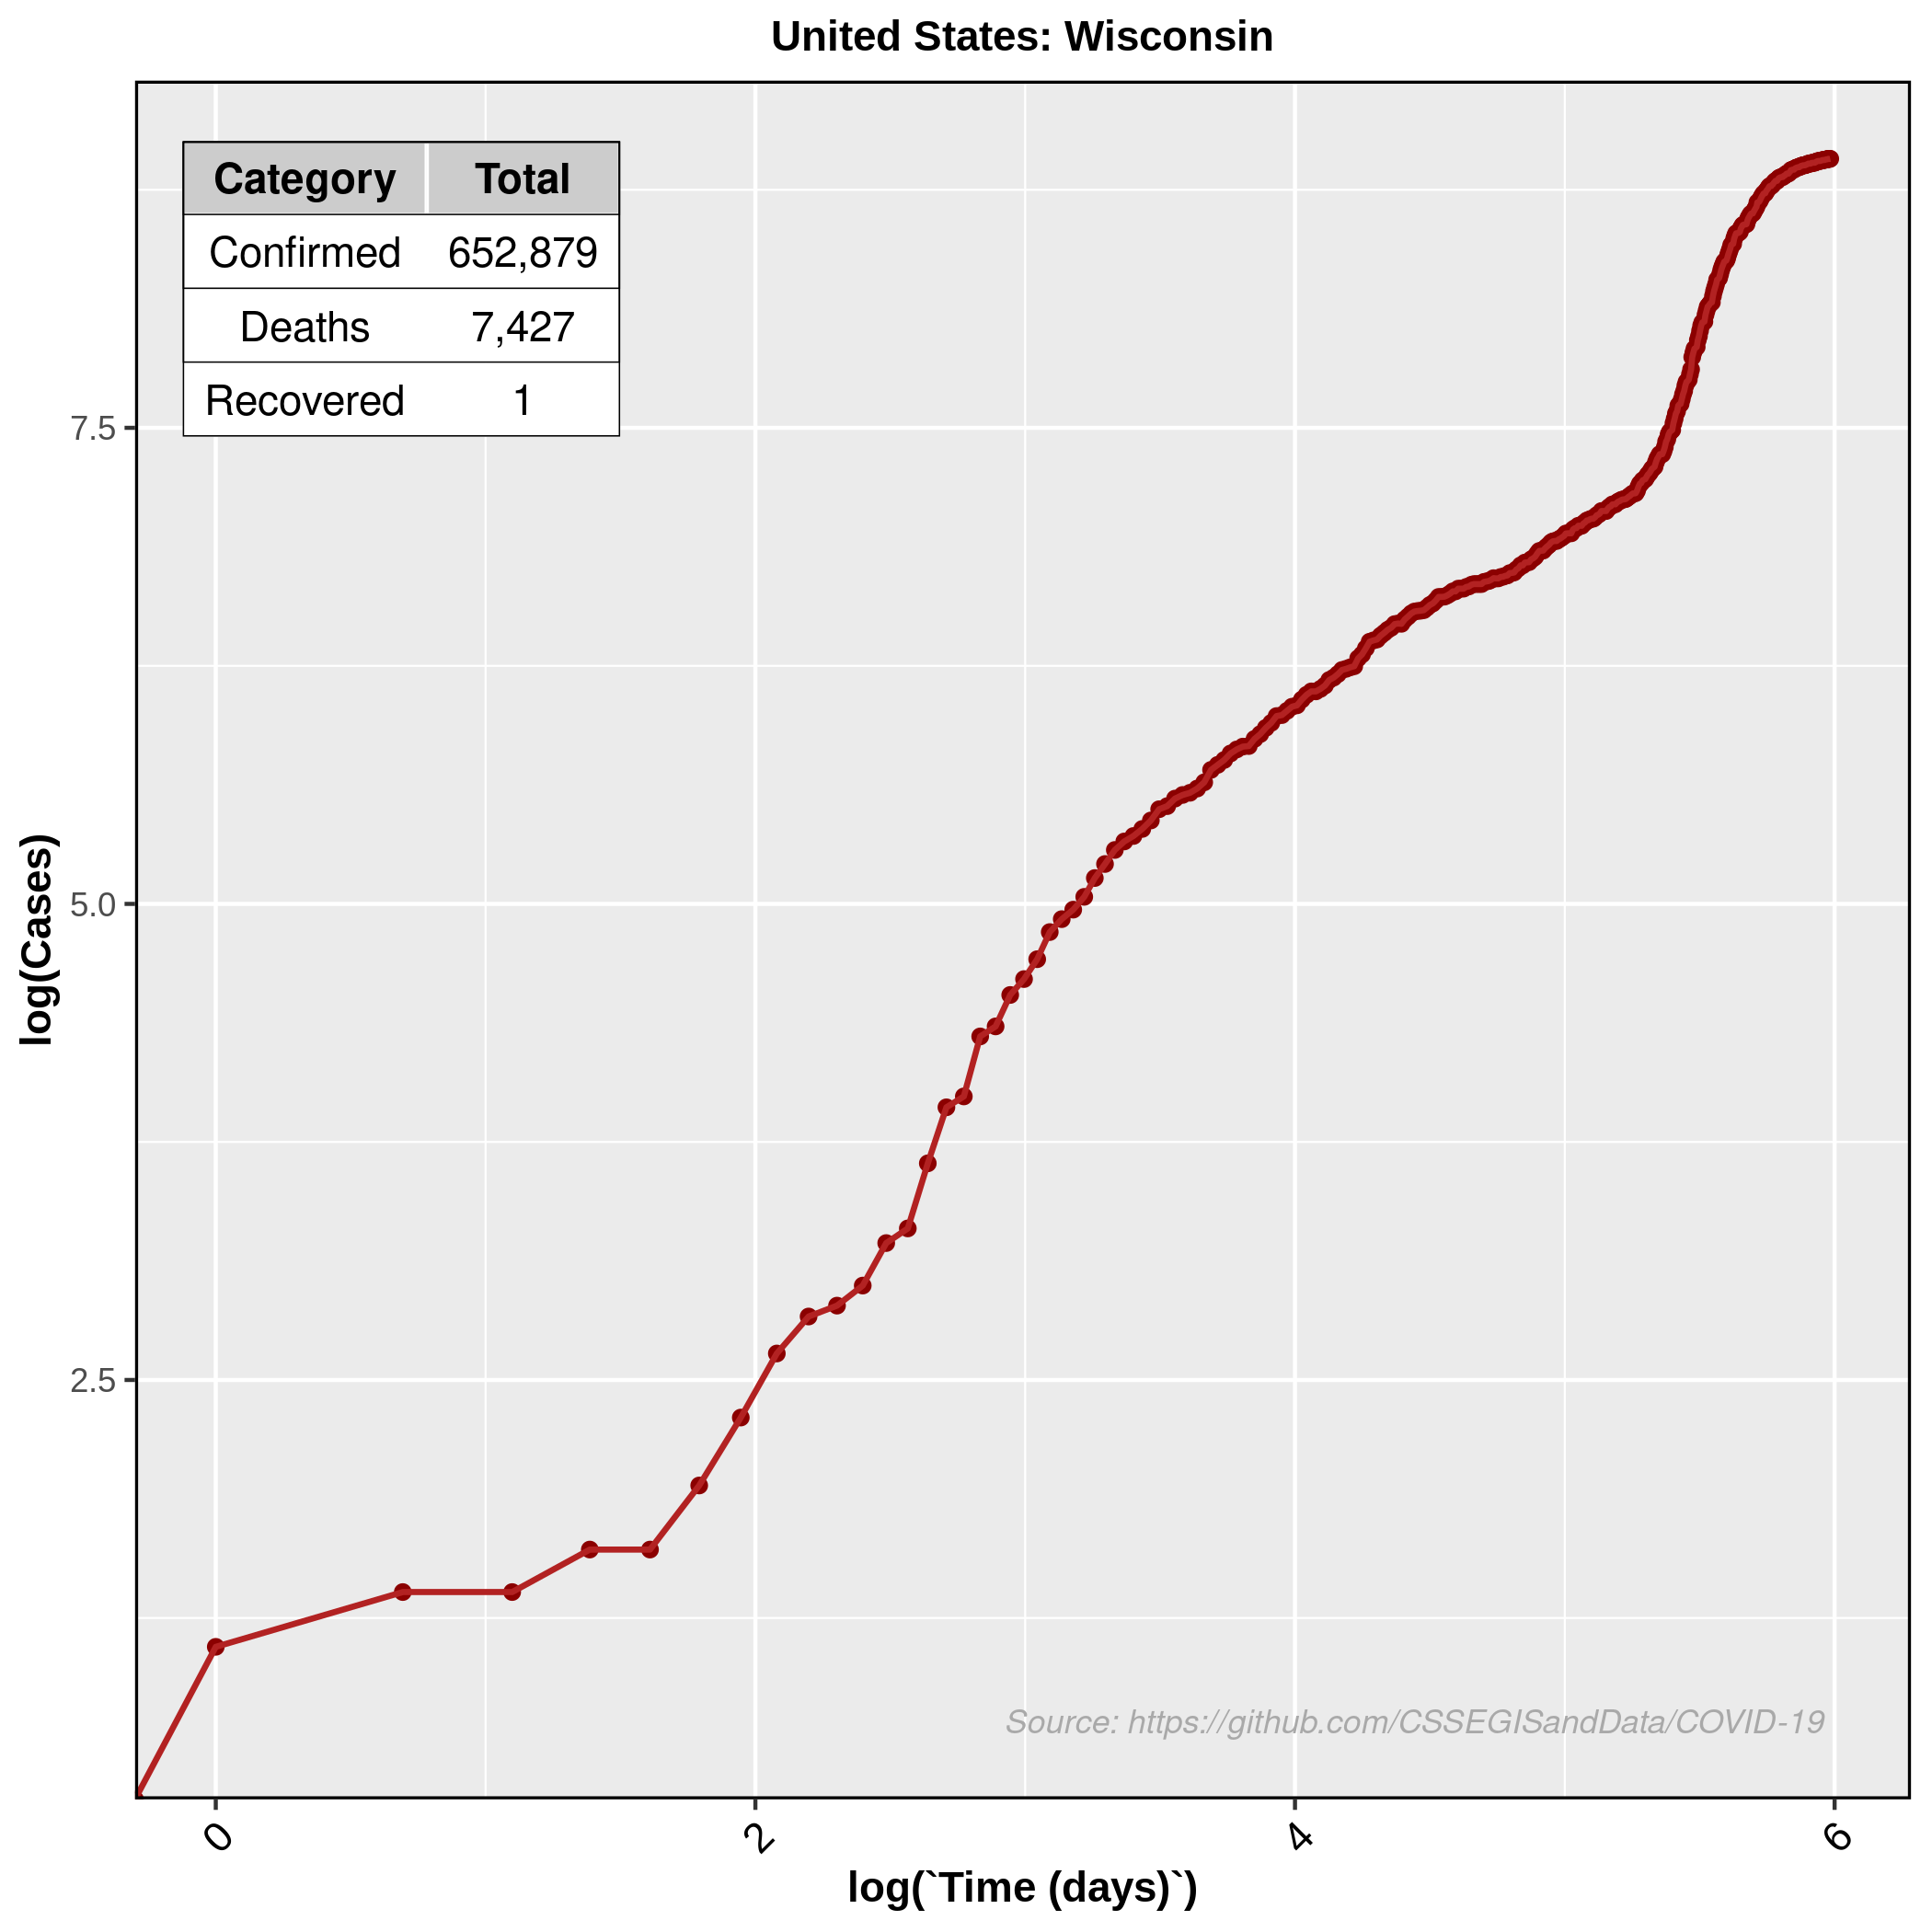 United States: Wisconsin
Category Total
Confirmed 652,879
Deaths 7,427
Recovered 1
7.5
5.0
2.5
log(Cases)
Source: https://github.com/CSSEGISandData/COVID-19
0 2 4 6
log(`Time (days)`)